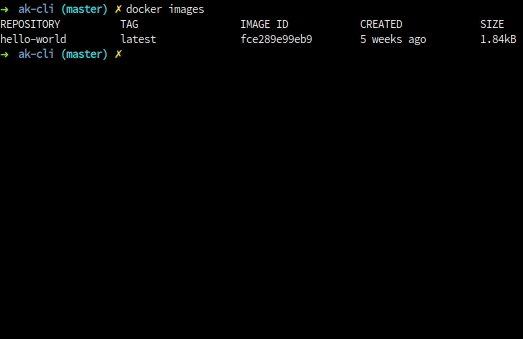 ➜ ak-cli (master) ✗ docker images
REPOSITORY TAG IMAGE ID CREATED SIZE
hello-world latest fce289e99eb9 5 weeks ago 1.84kB
➜ ak-cli (master) ✗